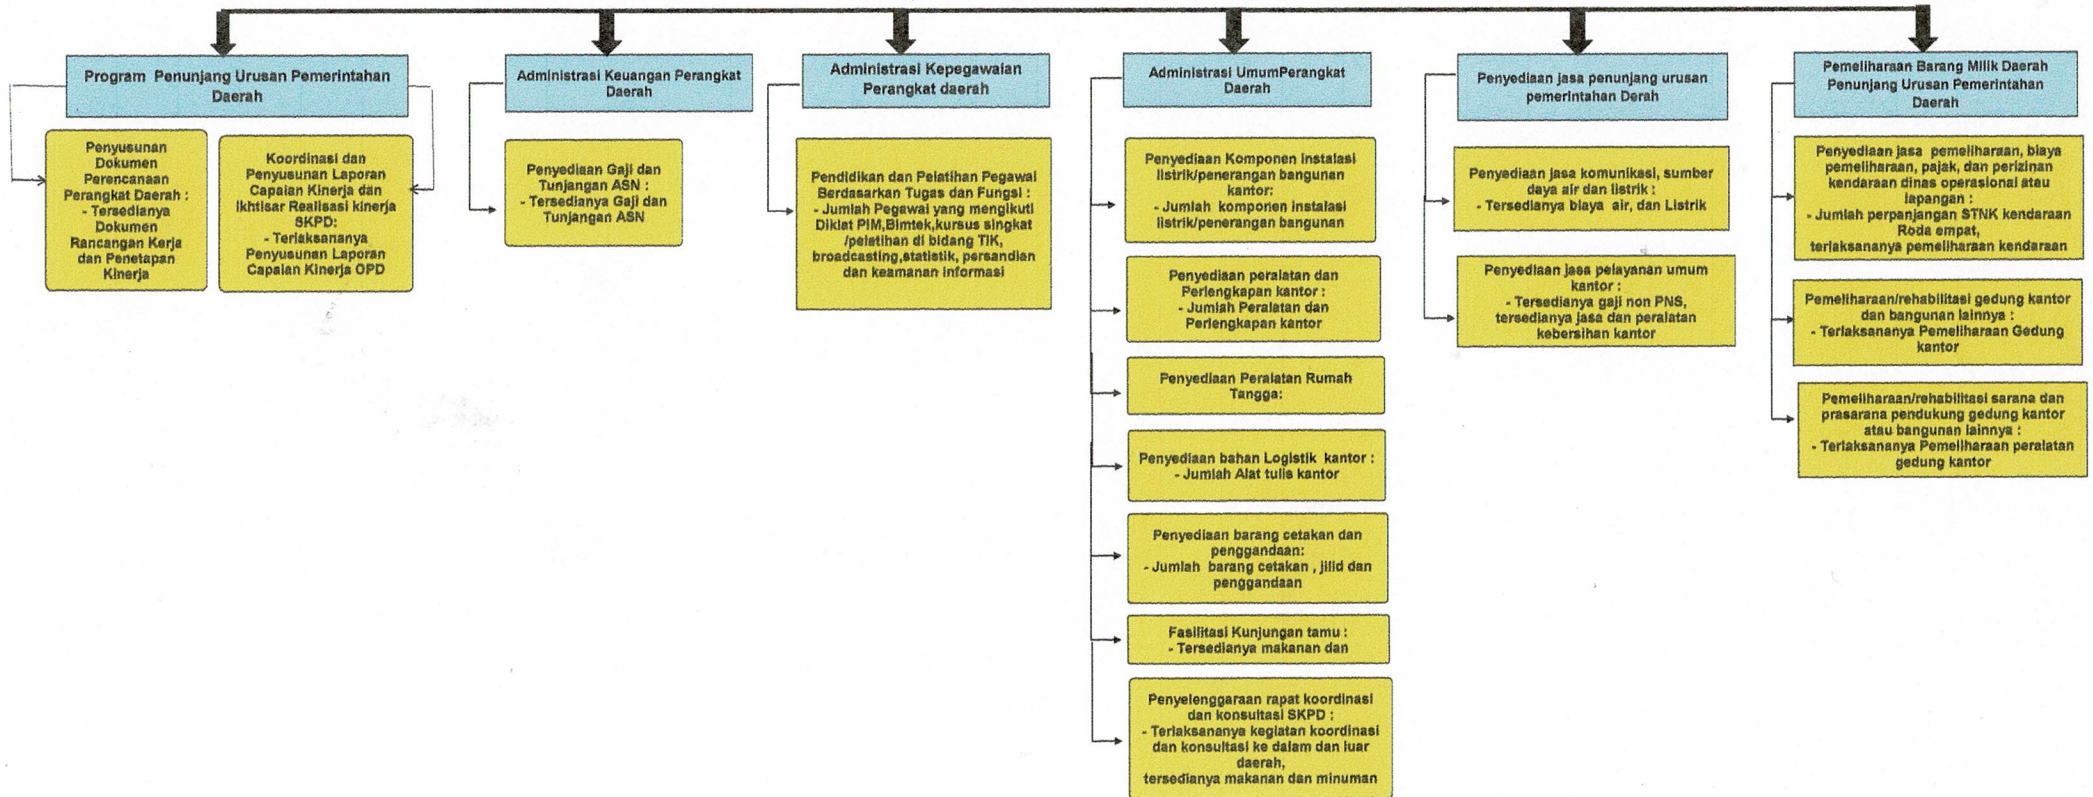 Program Penunjang Urusan Pemerintahan
Daerah
Penyusunan
Dokumen
Perencanaan
Perangkat Daerah :
- Tersedianya
Dokumen
Rancangan Kerja
dan Penetapan
Kinerja
Koordinasi dan
Penyusunan Laporan
Capaian Kinerja dan
Ikhtisar Realisasi kinerja
SKPD:
- Terlaksananya
Penyusunan Laporan
Capaian Kinerja OPD
Administrasi Keuangan Perangkat
Daerah
Penyediaan Gaji dan
Tunjangan ASN :
- Tersedianya Gaji dan
Tunjangan ASN
Administrasi Kepegawaian
Perangkat daerah
Pendidikan dan Pelatihan Pegawai
Berdasarkan Tugas dan Fungsi :
- Jumlah Pegawai yang mengikuti
Diklat PIM,Bimtek,kursus singkat
/pelatihan di bidang TIK,
broadcasting,statistik, persandian
dan keamanan informasi
Administrasi UmumPerangkat
Daerah
Penyediaan Komponen instalasi
listrik/penerangan bangunan
kantor:
- Jumlah komponen instalasi
listrik/penerangan bangunan
Penyediaan peralatan dan
Perlengkapan kantor :
- Jumlah Peralatan dan
Perlengkapan kantor
Penyediaan Peralatan Rumah
Tangga:
Penyediaan bahan Logistik kantor :
- Jumlah Alat tulis kantor
Penyediaan barang cetakan dan
penggandaan:
- Jumlah barang cetakan , jilid dan
penggandaan
Fasilitasi Kunjungan tamu :
- Tersedianya makanan dan
Penyelenggaraan rapat koordinasi
dan konsultasi SKPD :
- Terlaksananya kegiatan koordinasi
dan konsultasi ke dalam dan luar
daerah,
tersedianya makanan dan minuman
Penyediaan jasa penunjang urusan
pemerintahan Derah
Penyediaan jasa komunikasi, sumber
daya air dan listrik :
- Tersedianya biaya air, dan Listrik
Penyediaan jasa pelayanan umum
kantor :
- Tersedianya gaji non PNS,
tersedianya jasa dan peralatan
kebersihan kantor
Pemeliharaan Barang Milik Daerah
Penunjang Urusan Pemerintahan
Daerah
Penyediaan jasa pemeliharaan, biaya
pemeliharaan, pajak, dan perizinan
kendaraan dinas operasional atau
lapangan :
- Jumlah perpanjangan STNK kendaraan
Roda empat,
terlaksananya pemeliharaan kendaraan
Pemeliharaan/rehabilitasi gedung kantor
dan bangunan lainnya :
- Terlaksananya Pemeliharaan Gedung
kantor
Pemeliharaan/rehabilitasi sarana dan
prasarana pendukung gedung kantor
atau bangunan lainnya :
- Terlaksananya Pemeliharaan peralatan
gedung kantor